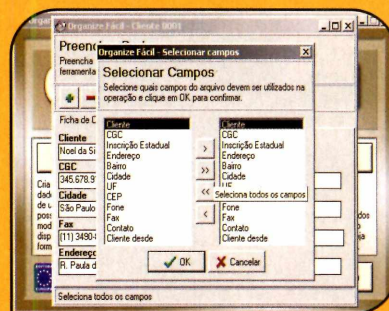 Organize Fácil - Cliente 0001
Preen
Preencha
ferramenta
Organize Fácil - Selecionar campos
Selecionar Campos
Selecione quais campos do arquivo devem ser utilizados na
operação e clique em OK para confirmar.
Ficha de C
Cliente
Noel da Si
CGC
345.678.9
Cidade
São Paulo
Fax
(11) 3490-
Endereço
R. Paula d
Cliente
CGC
Inscrição Estadual
Endereço
Bairro
Cidade
UF
CEP
Fone
Fax
Contato
Cliente desde
>
>>
<<
<
Cliente
CGC
Inscrição Estadual
Endereço
Bairro
Cidade
UF
Seleciona todos os campos
Fone
Fax
Contato
Cliente desde
OK
Cancelar
Seleciona todos os campos